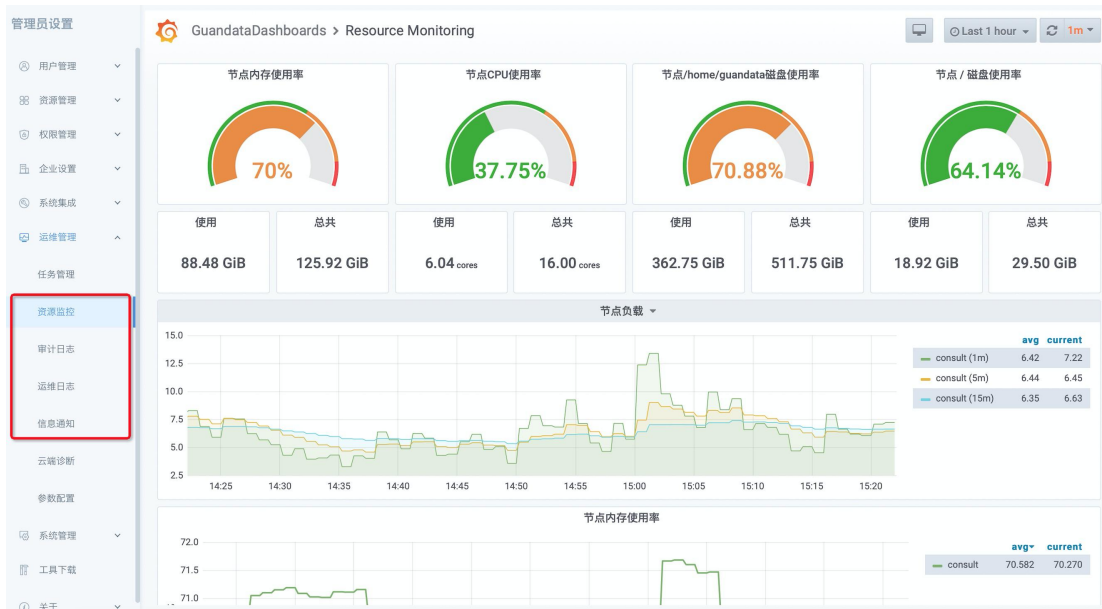 管理员设置
用户管理
资源管理
权限管理
企业设置
系统集成
运维管理
任务管理
资源监控
审计日志
运维日志
信息通知
云端诊断
参数配置
系统管理
工具下载
关于
GuandataDashboards > Resource Monitoring
Last 1 hour
1m
节点内存使用率
节点CPU使用率
节点/home/guandata磁盘使用率
节点 / 磁盘使用率
70%
37.75%
70.88%
64.14%
使用 总共 使用 总共 使用 总共 使用 总共
88.48 GiB 125.92 GiB 6.04 cores 16.00 cores 362.75 GiB 511.75 GiB 18.92 GiB 29.50 GiB
节点负载
15.0
12.5
10.0
7.5
5.0
2.5
14:25 14:30 14:35 14:40 14:45 14:50 14:55 15:00 15:05 15:10 15:15 15:20
avg current
consult (1m) 6.42 7.22
consult (5m) 6.44 6.45
consult (15m) 6.35 6.63
节点内存使用率
72.0
71.5
71.0
avg current
consult 70.582 70.270